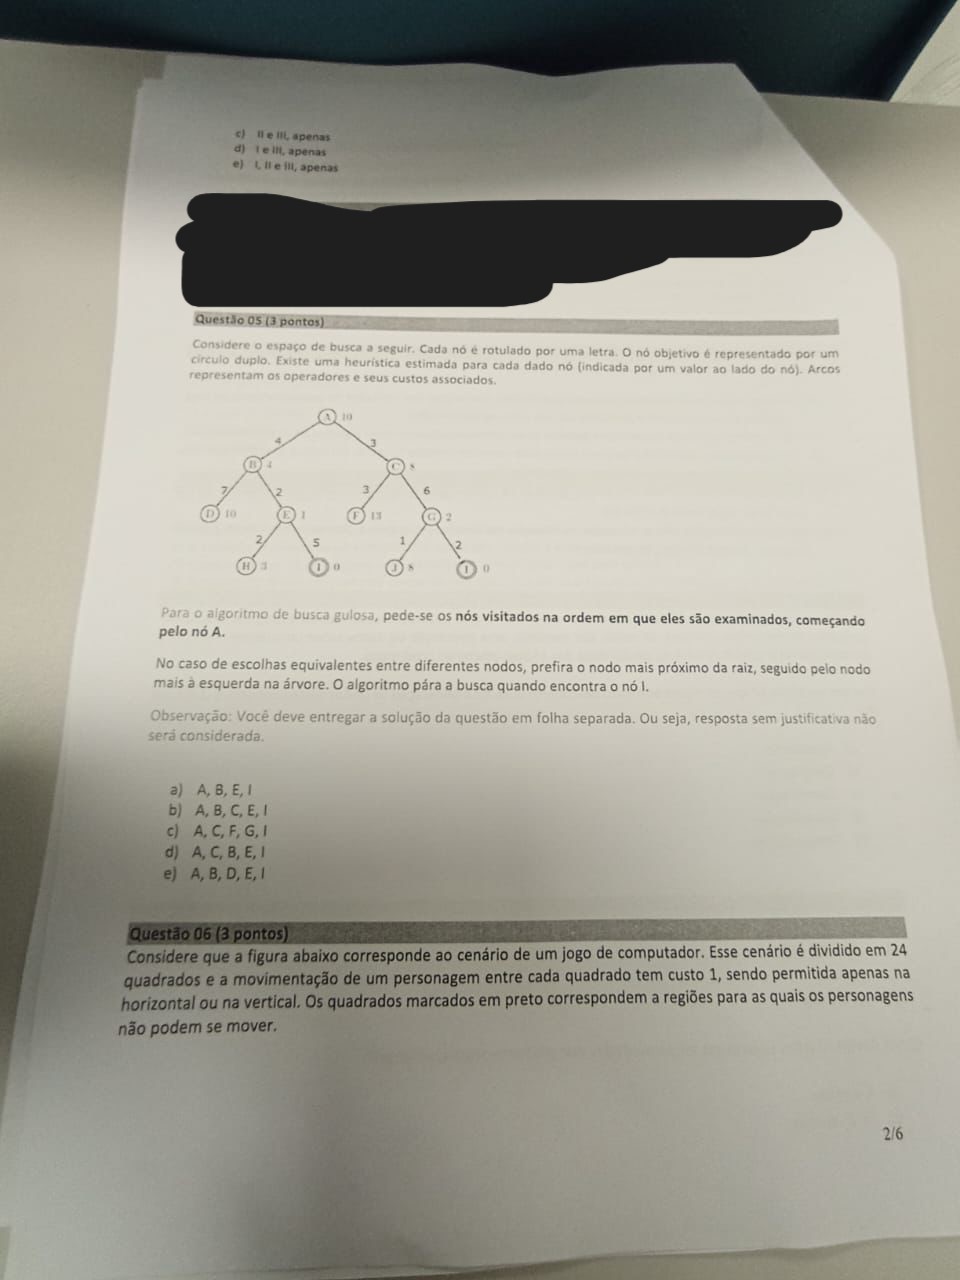 c) II e III, apenas
d) I e III, apenas
e) I, II e III, apenas
Questão 05 (3 pontos)
Considere o espaço de busca a seguir. Cada nó é rotulado por uma letra. O nó objetivo é representado por um
círculo duplo. Existe uma heurística estimada para cada dado nó (indicada por um valor ao lado do nó). Arcos
representam os operadores e seus custos associados.
A 10
4 3
B 4 C 8
7 2 3 6
D 10 E 1 F 13 G 2
2 5 1 2
H 3 I 0 J 8 I 0
Para o algoritmo de busca gulosa, pede-se os nós visitados na ordem em que eles são examinados, começando
pelo nó A.
No caso de escolhas equivalentes entre diferentes nodos, prefira o nodo mais próximo da raiz, seguido pelo nodo
mais à esquerda na árvore. O algoritmo pára a busca quando encontra o nó I.
Observação: Você deve entregar a solução da questão em folha separada. Ou seja, resposta sem justificativa não
será considerada.
a) A, B, E, I
b) A, B, C, E, I
c) A, C, F, G, I
d) A, C, B, E, I
e) A, B, D, E, I
Questão 06 (3 pontos)
Considere que a figura abaixo corresponde ao cenário de um jogo de computador. Esse cenário é dividido em 24
quadrados e a movimentação de um personagem entre cada quadrado tem custo 1, sendo permitida apenas na
horizontal ou na vertical. Os quadrados marcados em preto correspondem a regiões para as quais os personagens
não podem se mover.
2/6